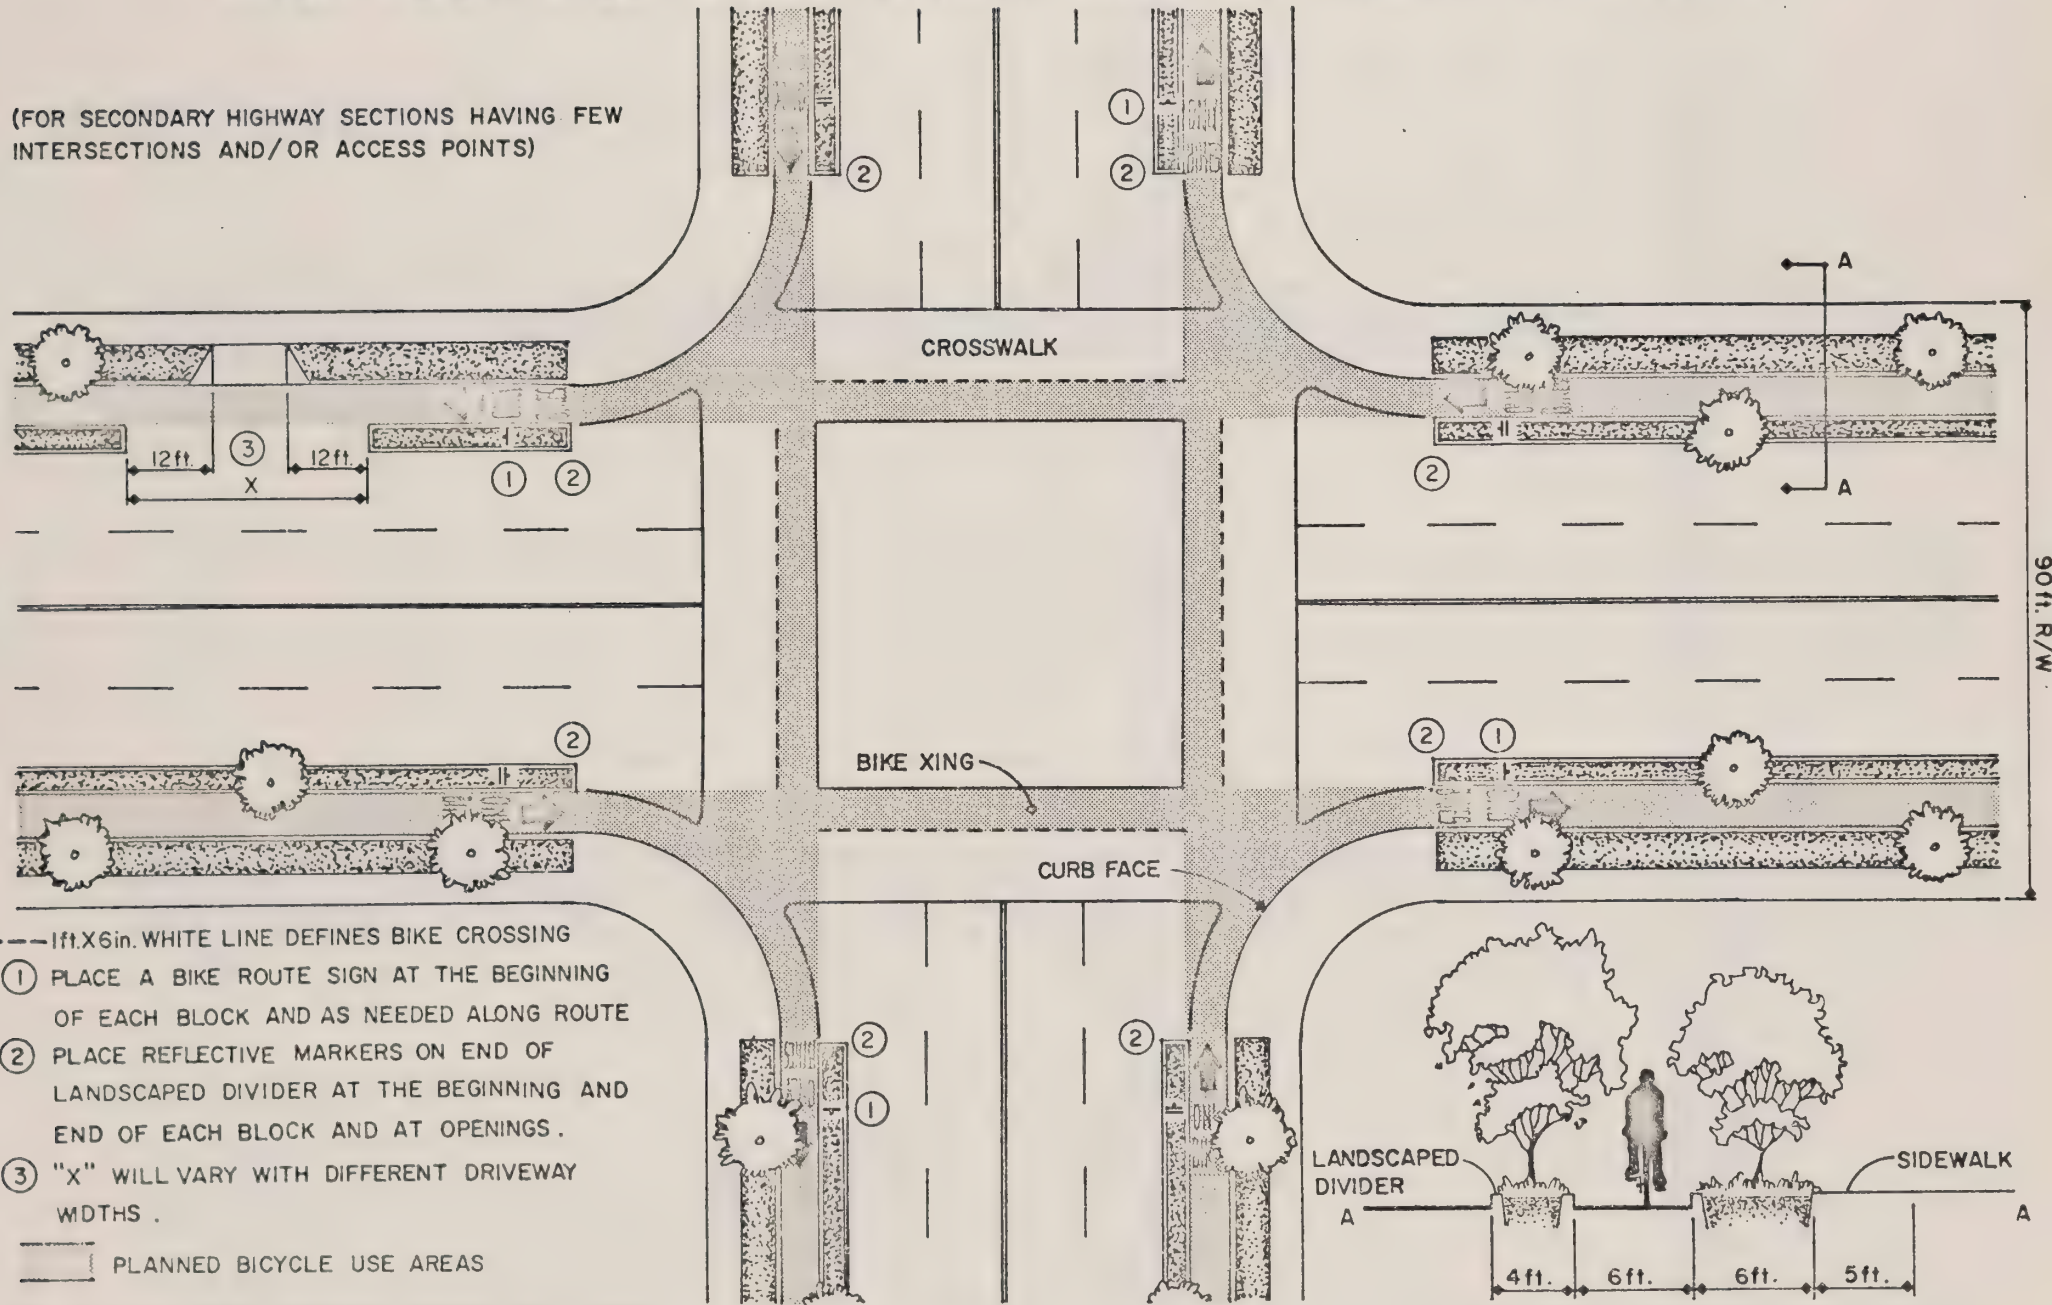 (FOR SECONDARY HIGHWAY SECTIONS HAVING FEW
INTERSECTIONS AND/OR ACCESS POINTS)
1
2
2
2
A
CROSSWALK
12ft.
3
12ft.
X
1
2
2
A
90ft. R/W
2
2
1
BIKE XING
CURB FACE
1ft.X6in. WHITE LINE DEFINES BIKE CROSSING
1 PLACE A BIKE ROUTE SIGN AT THE BEGINNING
OF EACH BLOCK AND AS NEEDED ALONG ROUTE
2 PLACE REFLECTIVE MARKERS ON END OF
LANDSCAPED DIVIDER AT THE BEGINNING AND
END OF EACH BLOCK AND AT OPENINGS.
3 "X" WILL VARY WITH DIFFERENT DRIVEWAY
WIDTHS.
PLANNED BICYCLE USE AREAS
2
1
2
LANDSCAPED
DIVIDER
SIDEWALK
A
A
4ft.
6ft.
6ft.
5ft.